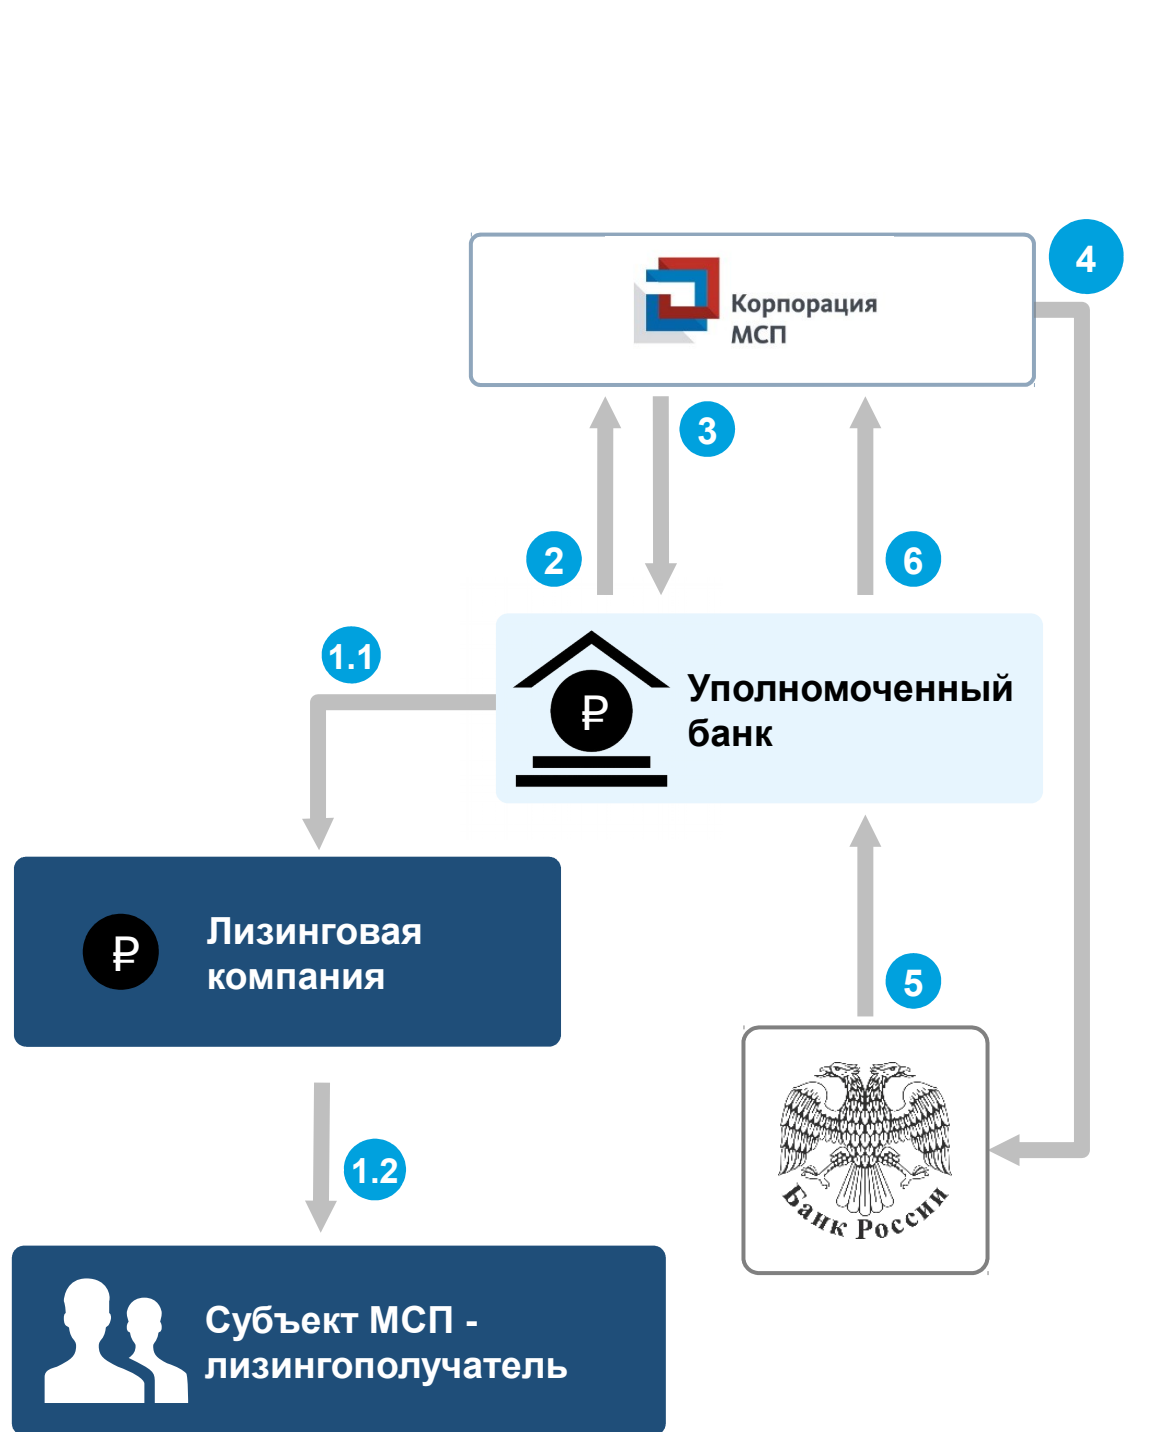 4
Корпорация
МСП
3
2
6
1.1
₽
Уполномоченный
банк
₽
Лизинговая
компания
5
1.2
Банк России
Субъект МСП -
лизингополучатель